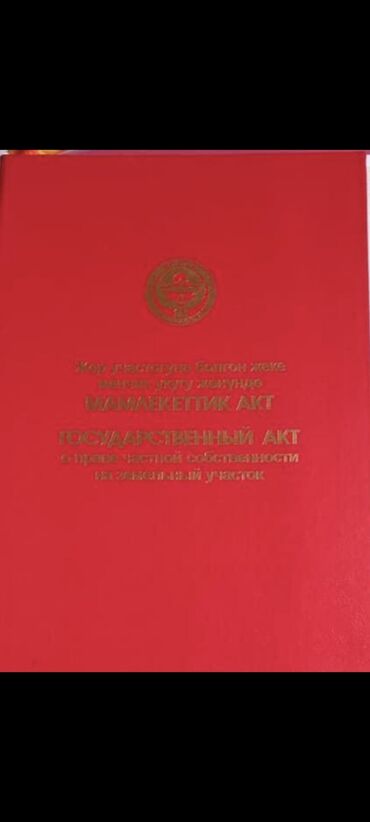 Жер участогуна болгон жеке
менчик укугу жөнүндө
МАМЛЕКЕТТИК АКТ
ГОСУДАРСТВЕННЫЙ АКТ
о праве частной собственности
на земельный участок